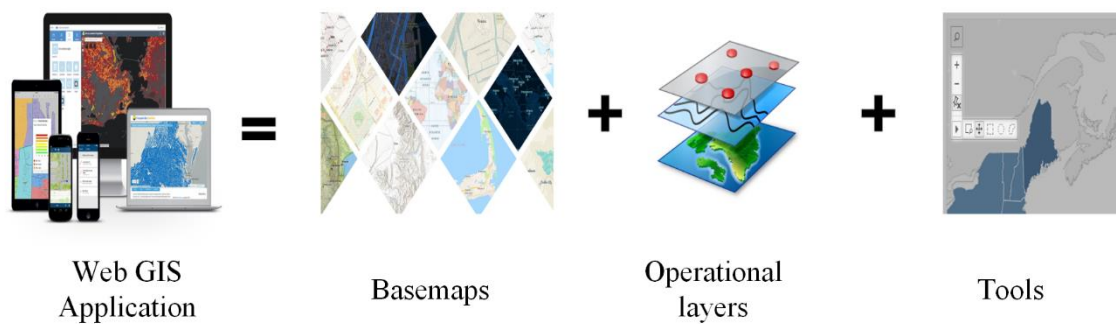 =
+
+
Web GIS
Application
Basemaps
Operational
layers
Tools